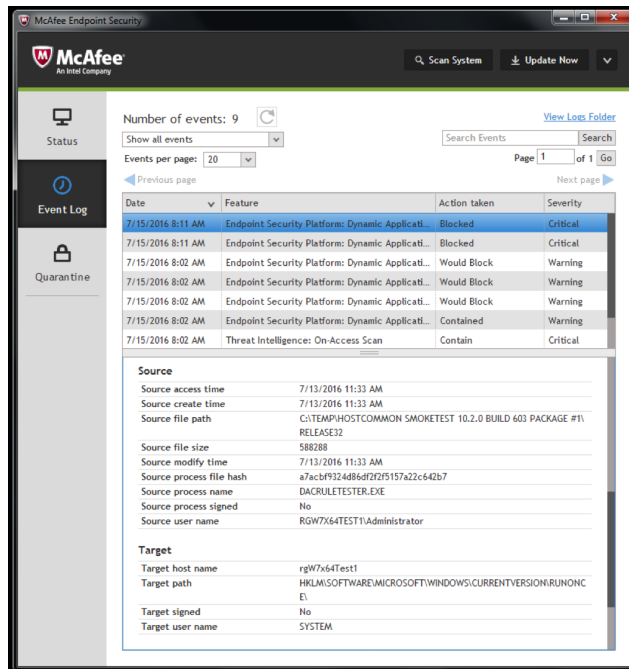 McAfee Endpoint Security
McAfee
An Intel Company
Scan System
Update Now
Status
Event Log
Quarantine
Number of events: 9
View Logs Folder
Show all events
Search Events
Search
Events per page: 20
Page 1 of 1 Go
Previous page
Next page
Date Feature Action taken Severity
7/15/2016 8:11 AM Endpoint Security Platform: Dynamic Applicati... Blocked Critical
7/15/2016 8:11 AM Endpoint Security Platform: Dynamic Applicati... Blocked Critical
7/15/2016 8:02 AM Endpoint Security Platform: Dynamic Applicati... Would Block Warning
7/15/2016 8:02 AM Endpoint Security Platform: Dynamic Applicati... Would Block Warning
7/15/2016 8:02 AM Endpoint Security Platform: Dynamic Applicati... Would Block Warning
7/15/2016 8:02 AM Endpoint Security Platform: Dynamic Applicati... Contained Warning
7/15/2016 8:02 AM Threat Intelligence: On-Access Scan Contain Critical
Source
Source access time 7/13/2016 11:33 AM
Source create time 7/13/2016 11:33 AM
Source file path C:\TEMP\HOSTCOMMON SMOKETEST 10.2.0 BUILD 603 PACKAGE #1\
RELEASE32
Source file size 588288
Source modify time 7/13/2016 11:33 AM
Source process file hash a7acbf9324d86df2f2f5157a22c642b7
Source process name DACRULETESTER.EXE
Source process signed No
Source user name RGW7X64TEST1\Administrator
Target
Target host name rgW7x64Test1
Target path HKLM\SOFTWARE\MICROSOFT\WINDOWS\CURRENTVERSION\RUNONC
E\
Target signed No
Target user name SYSTEM